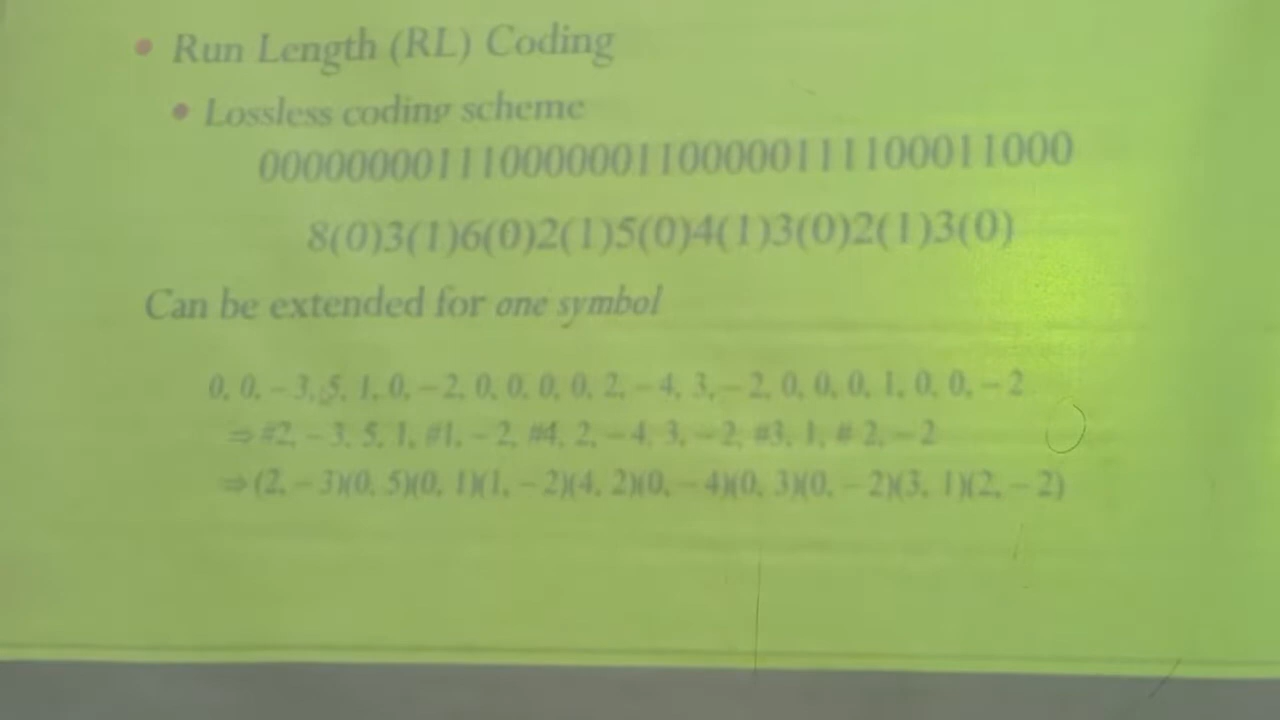 • Run Length (RL) Coding
• Lossless coding scheme
000000001110000001100000111100011000
8(0)3(1)6(0)2(1)5(0)4(1)3(0)2(1)3(0)
Can be extended for one symbol
0, 0, −3, 5, 1, 0, −2, 0, 0, 0, 0, 2, −4, 3, −2, 0, 0, 0, 1, 0, 0, −2
⇒ #2, −3, 5, 1, #1, −2, #4, 2, −4, 3, −2, #3, 1, # 2, −2
⇒ (2, −3)(0, 5)(0, 1)(1, −2)(4, 2)(0, −4)(0, 3)(0, −2)(3, 1)(2, −2)